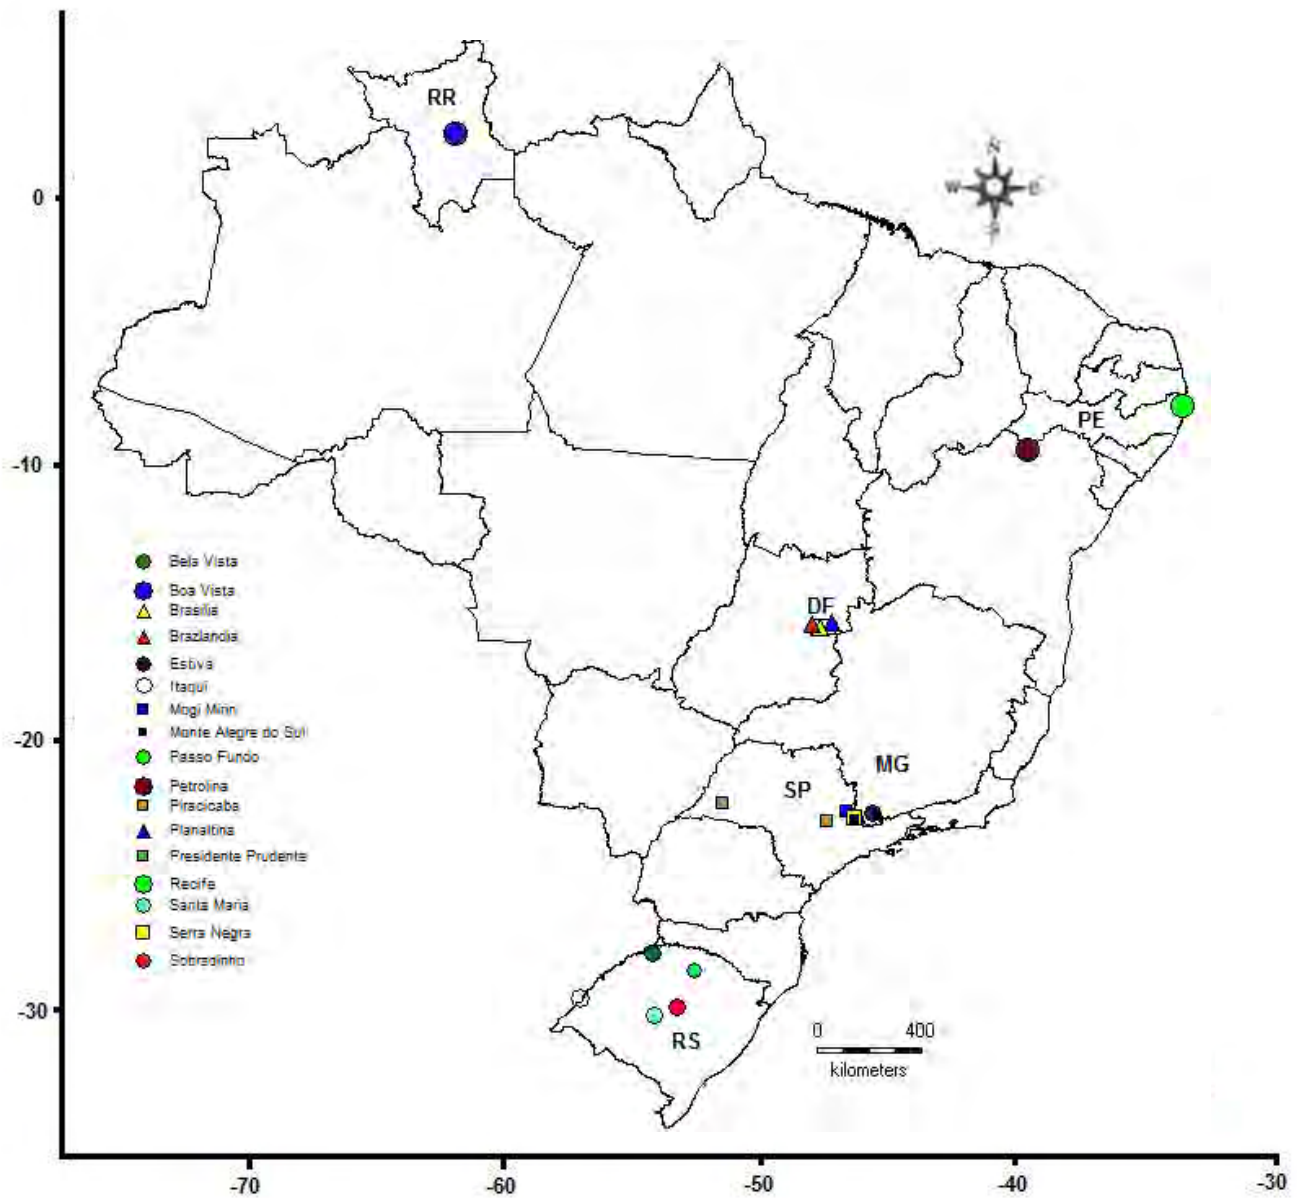 RR
N
W
E
S
0
PE
-10
Bela Vista
Boa Vista
Brasilia
Brazlandia
Estiva
Itaqui
Mogi Mirin
Monte Alegre do Sul
Passo Fundo
Petrolina
Piracicaba
Planaltina
Presidente Prudente
Recife
Santa Maria
Serra Negra
Sobradinho
DF
-20
MG
SP
-30
RS
0 400
kilometers
-70 -60 -50 -40 -30